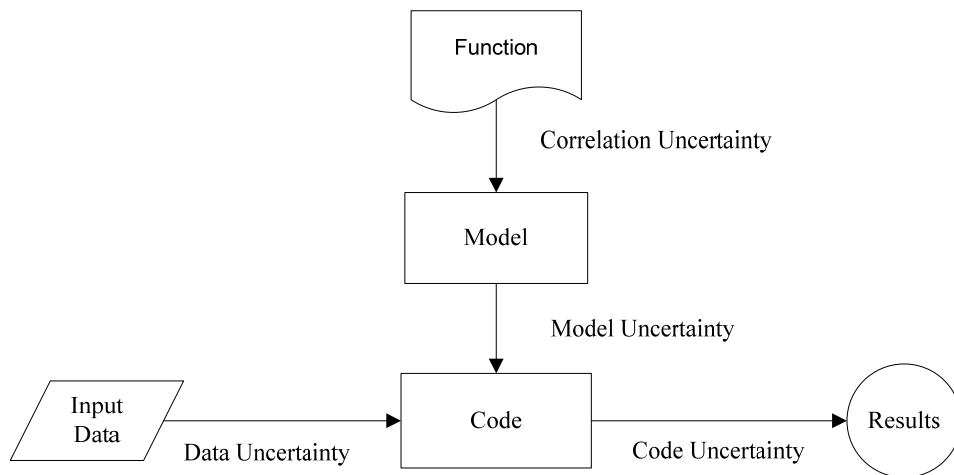 Function
Correlation Uncertainty
Model
Model Uncertainty
Input
Data
Data Uncertainty
Code
Code Uncertainty
Results